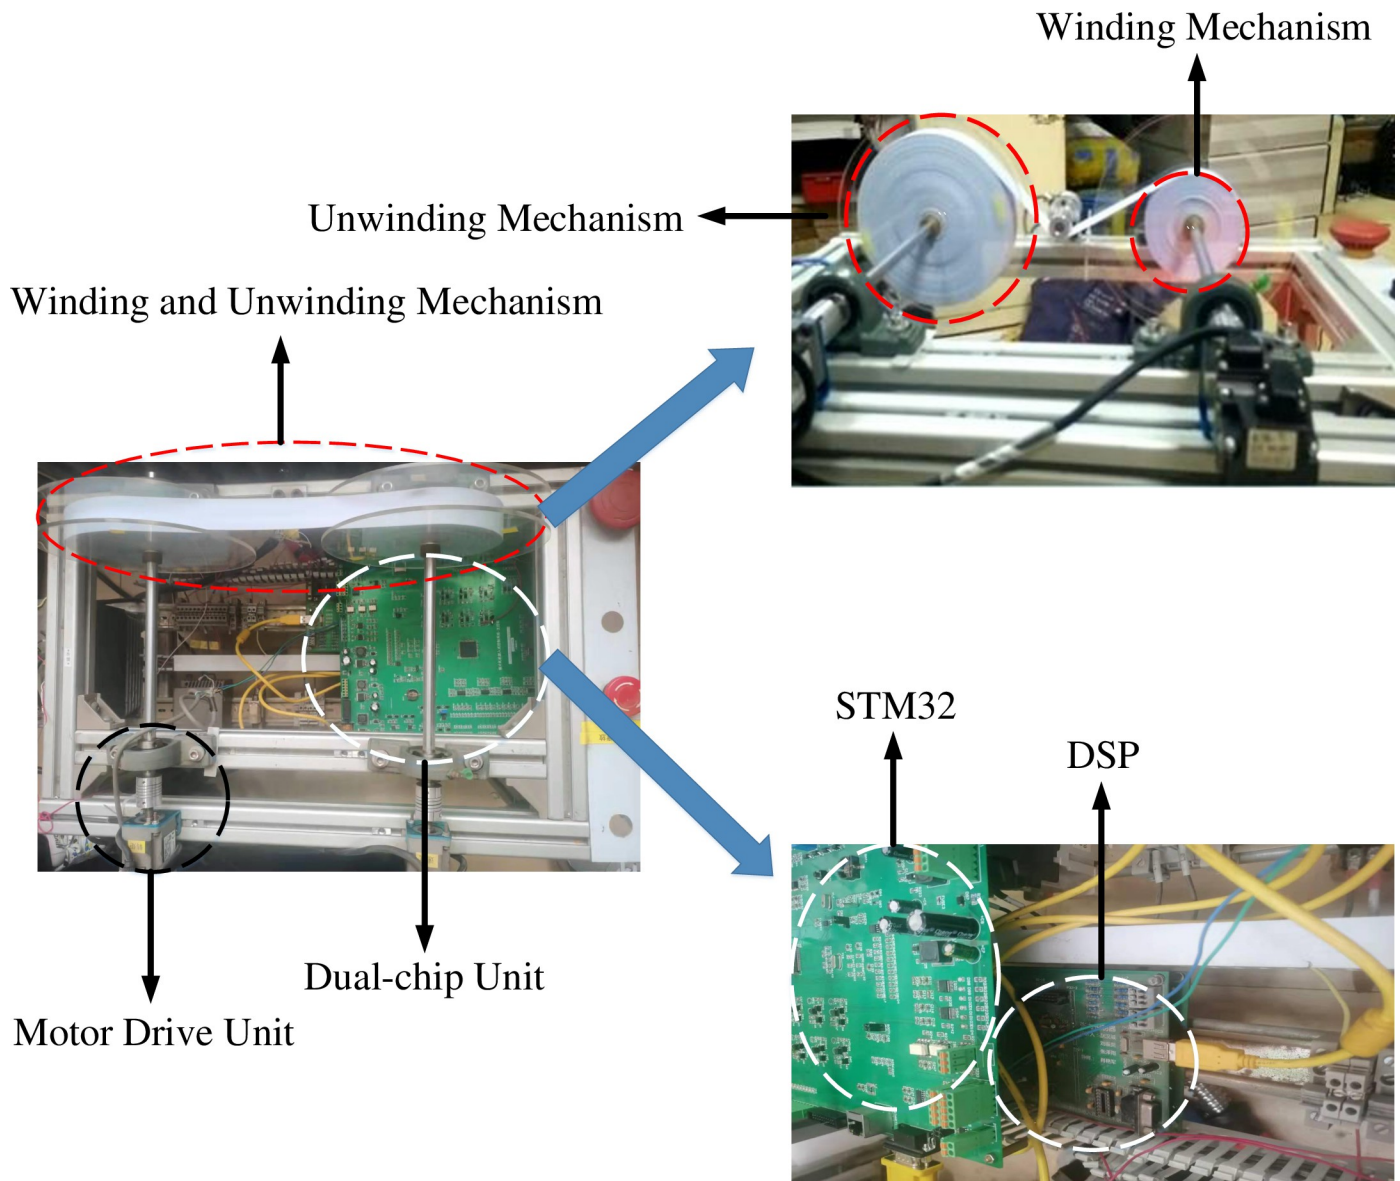 Winding Mechanism
Unwinding Mechanism
Winding and Unwinding Mechanism
STM32
DSP
Dual-chip Unit
Motor Drive Unit